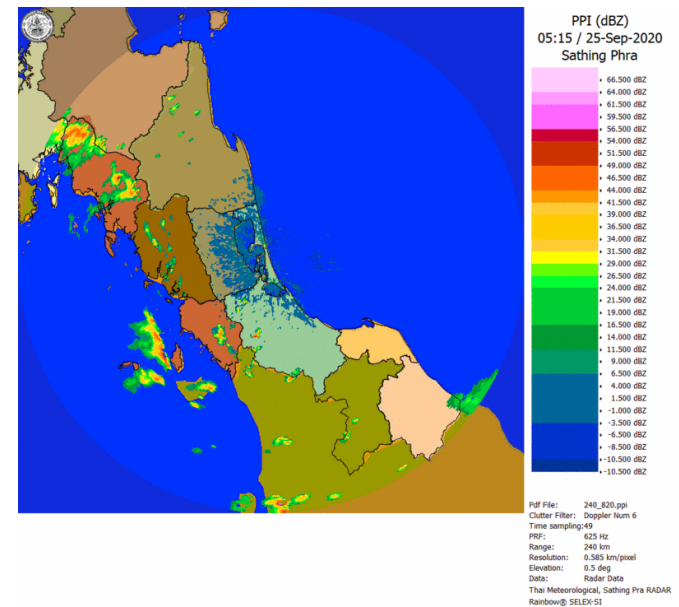 PPI (dBZ)
05:15 / 25-Sep-2020
Sathing Phra
66.500 dBZ
64.000 dBZ
61.500 dBZ
59.500 dBZ
56.500 dBZ
54.000 dBZ
51.500 dBZ
49.000 dBZ
46.500 dBZ
44.000 dBZ
41.500 dBZ
39.000 dBZ
36.500 dBZ
34.000 dBZ
31.500 dBZ
29.000 dBZ
26.500 dBZ
24.000 dBZ
21.500 dBZ
19.000 dBZ
16.500 dBZ
14.000 dBZ
11.500 dBZ
9.000 dBZ
6.500 dBZ
4.000 dBZ
1.500 dBZ
-1.000 dBZ
-3.500 dBZ
-6.500 dBZ
-8.500 dBZ
-10.500 dBZ
-10.500 dBZ
Pdf File: 240_820.ppi
Clutter Filter: Doppler Num 6
Time sampling:49
PRF: 625 Hz
Range: 240 km
Resolution: 0.585 km/pixel
Elevation: 0.5 deg
Data: Radar Data
Thai Meteorological, Sathing Pra RADAR
Rainbow® SELEX-SI